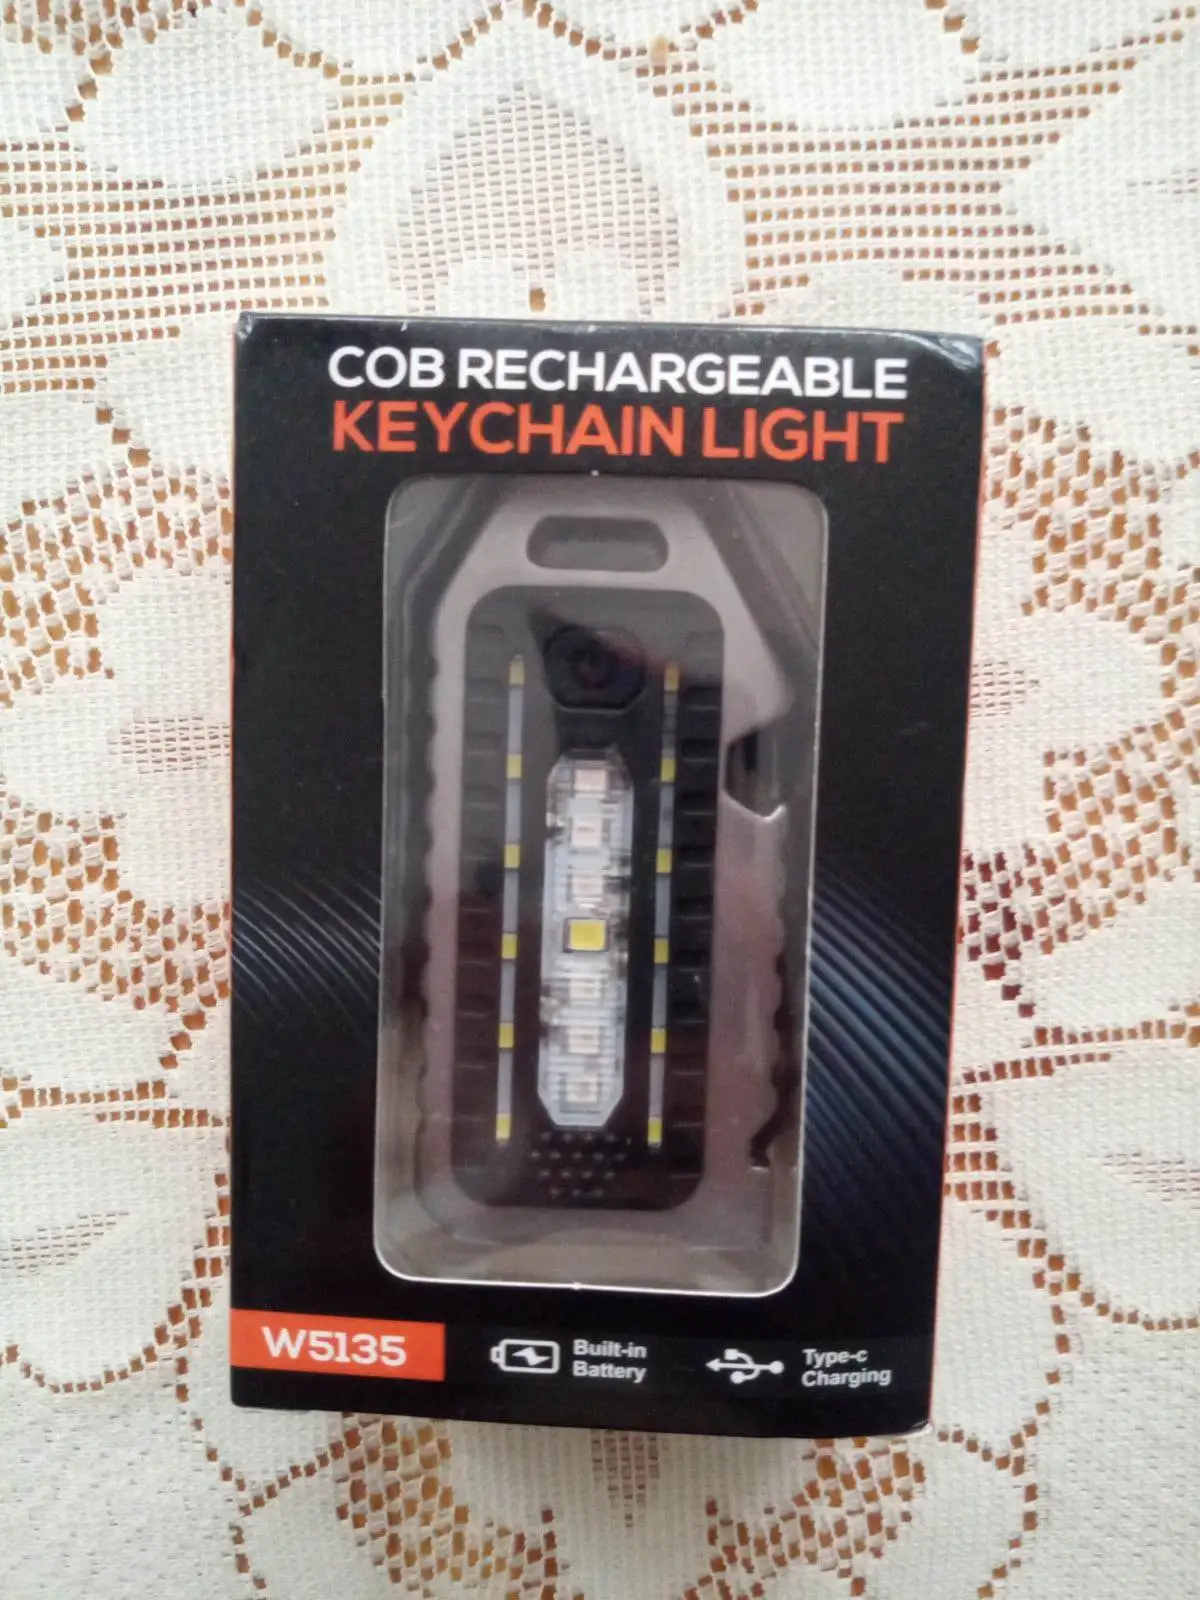 COB RECHARGEABLE
KEYCHAIN LIGHT
W5135
Built-in
Battery
Type-c
Charging